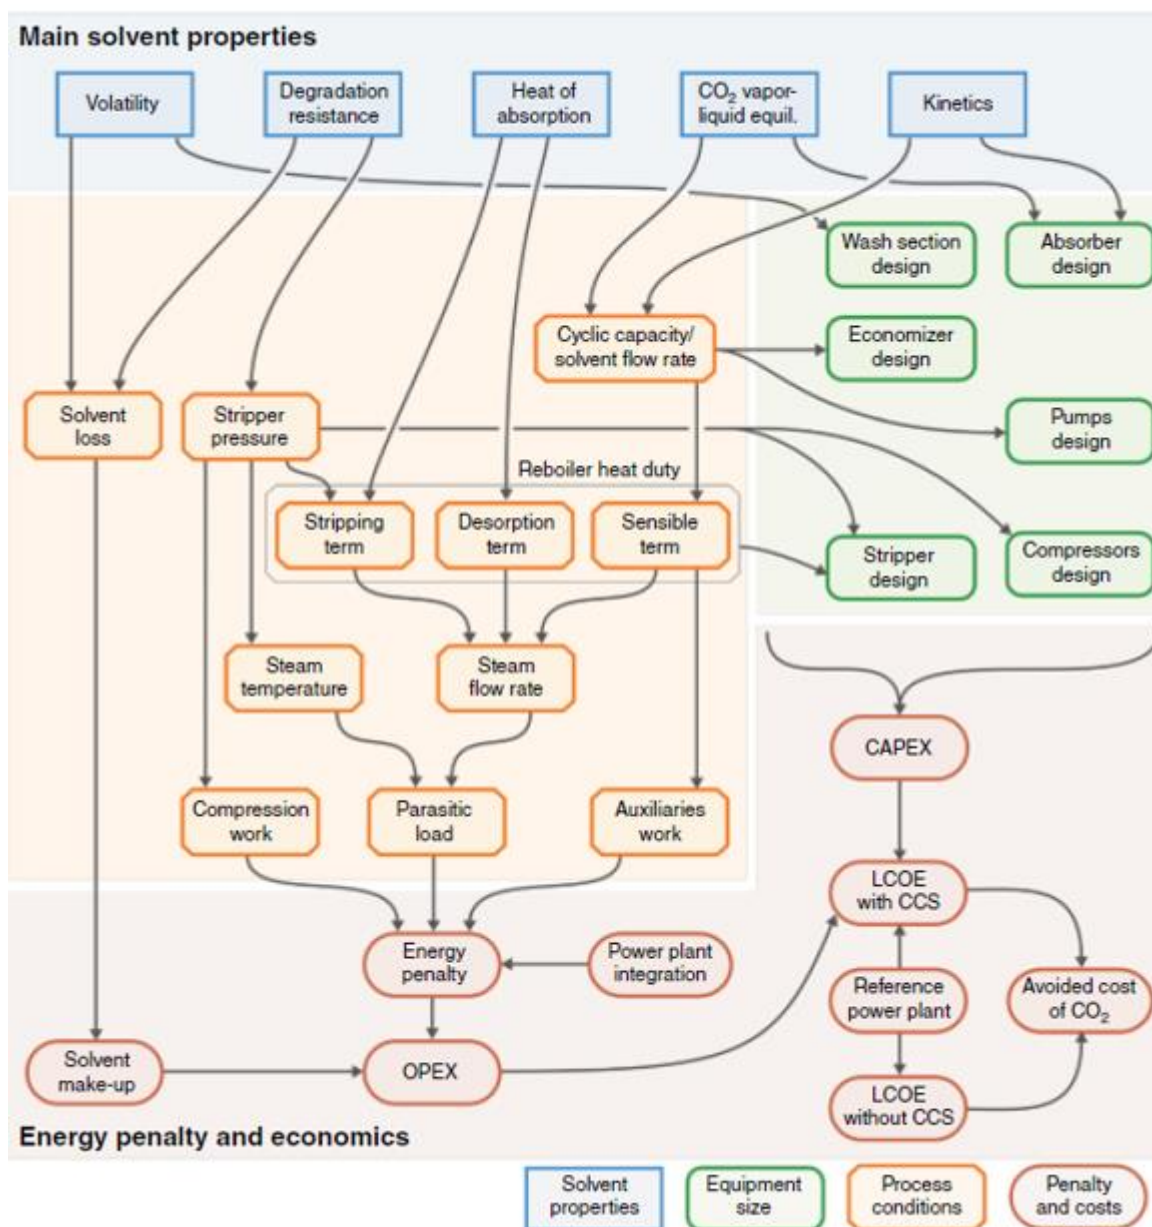 Main solvent properties
Volatility
Degradation
resistance
Heat of
absorption
CO₂ vapor-
liquid equil.
Kinetics
Wash section
design
Absorber
design
Cyclic capacity/
solvent flow rate
Economizer
design
Solvent
loss
Stripper
pressure
Pumps
design
Reboiler heat duty
Stripping
term
Desorption
term
Sensible
term
Stripper
design
Compressors
design
Steam
temperature
Steam
flow rate
CAPEX
Compression
work
Parasitic
load
Auxiliaries
work
LCOE
with CCS
Energy
penalty
Power plant
integration
Reference
power plant
Avoided cost
of CO₂
Solvent
make-up
OPEX
LCOE
without CCS
Energy penalty and economics
Solvent
properties
Equipment
size
Process
conditions
Penalty
and costs